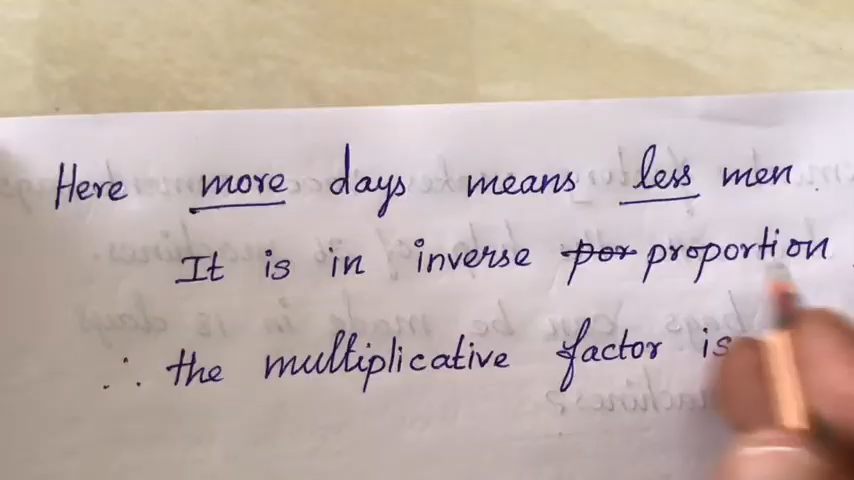 Here more days means less men.
It is in inverse por proportion
∴ the multiplicative factor is